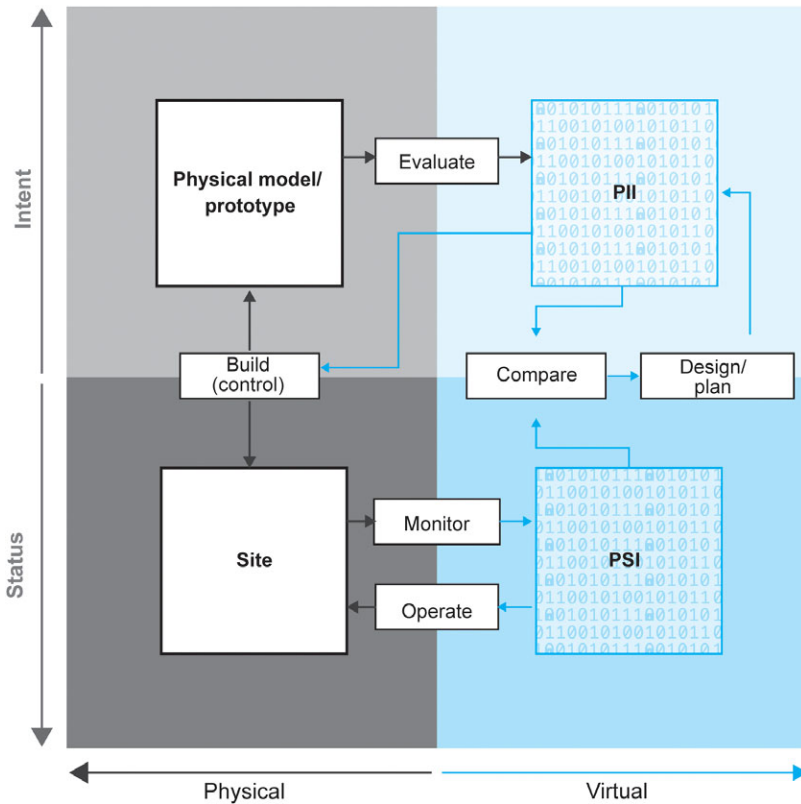 Intent
Status
Physical model/
prototype
Evaluate
PII
Build
(control)
Compare
Design/
plan
Site
Monitor
Operate
PSI
Physical
Virtual